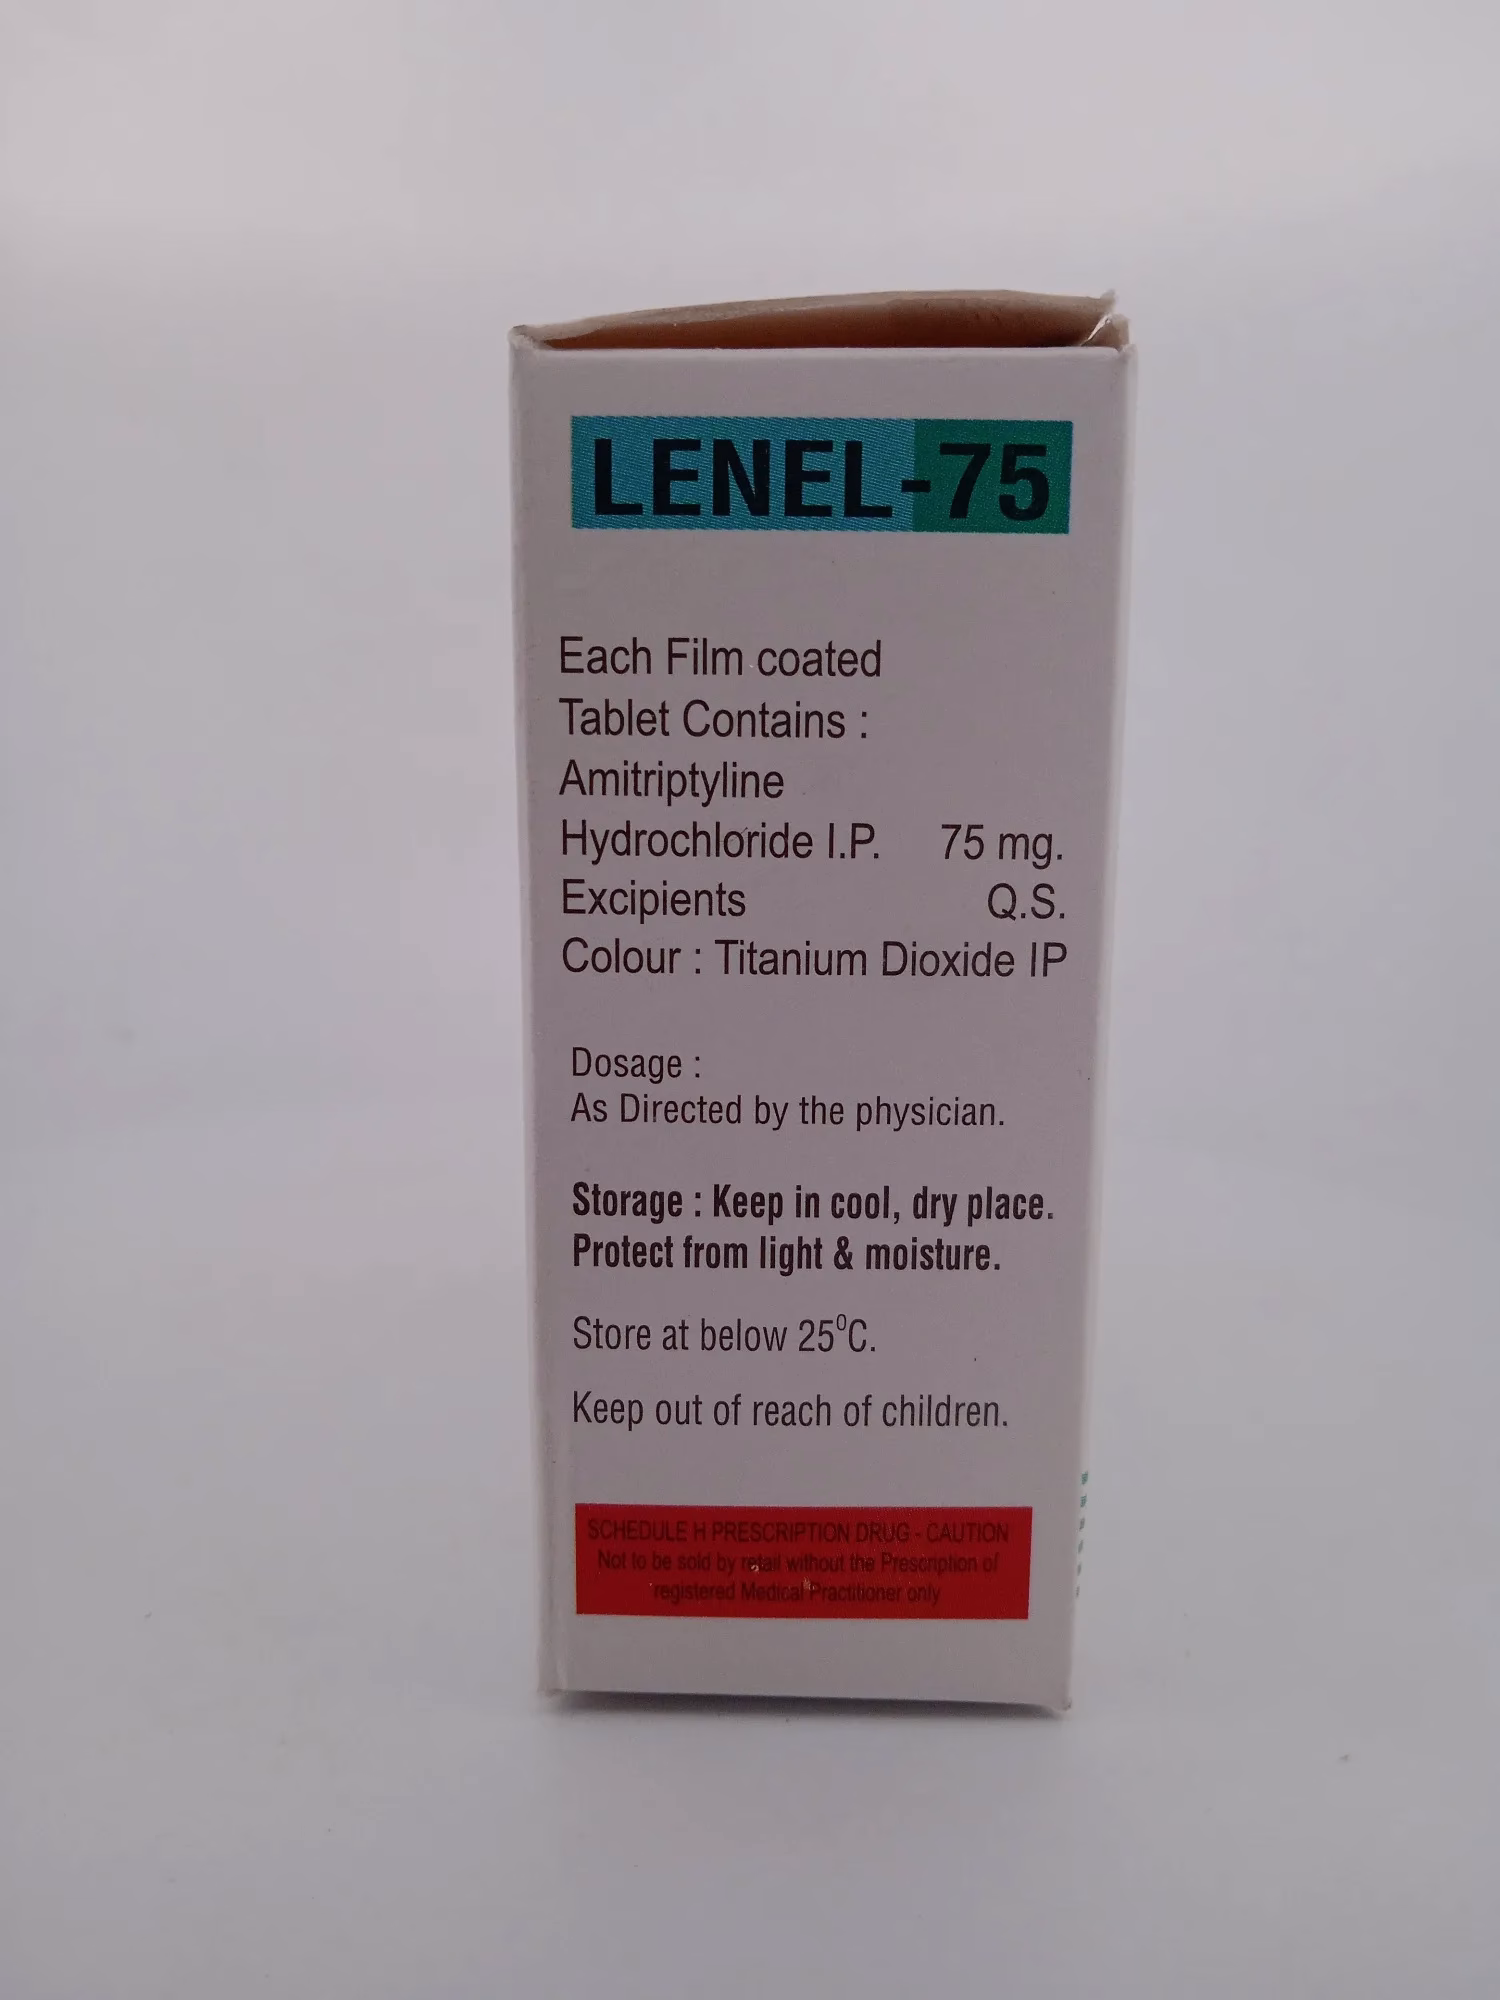 LENEL-75
Each Film coated
Tablet Contains :
Amitriptyline
Hydrochloride I.P. 75 mg.
Excipients Q.S.
Colour : Titanium Dioxide IP
Dosage :
As Directed by the physician.
Storage : Keep in cool, dry place.
Protect from light & moisture.
Store at below 25⁰C.
Keep out of reach of children.
SCHEDULE H PRESCRIPTION DRUG - CAUTION
Not to be sold by retail without the Prescription of
registered Medical Practitioner only